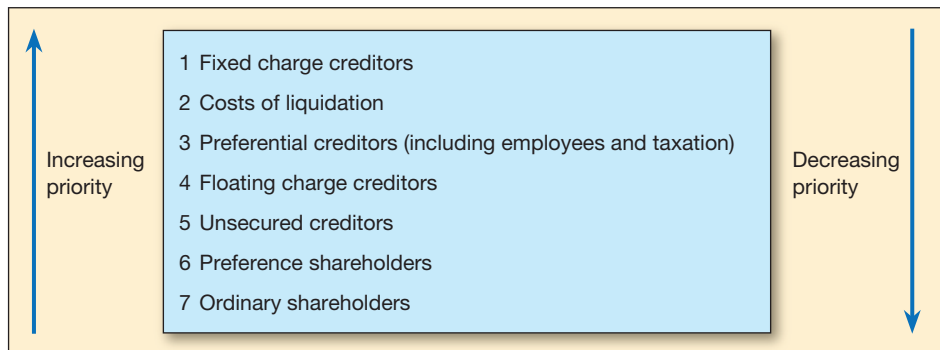 1 Fixed charge creditors
2 Costs of liquidation
3 Preferential creditors (including employees and taxation)
4 Floating charge creditors
5 Unsecured creditors
6 Preference shareholders
7 Ordinary shareholders
Increasing
priority
Decreasing
priority